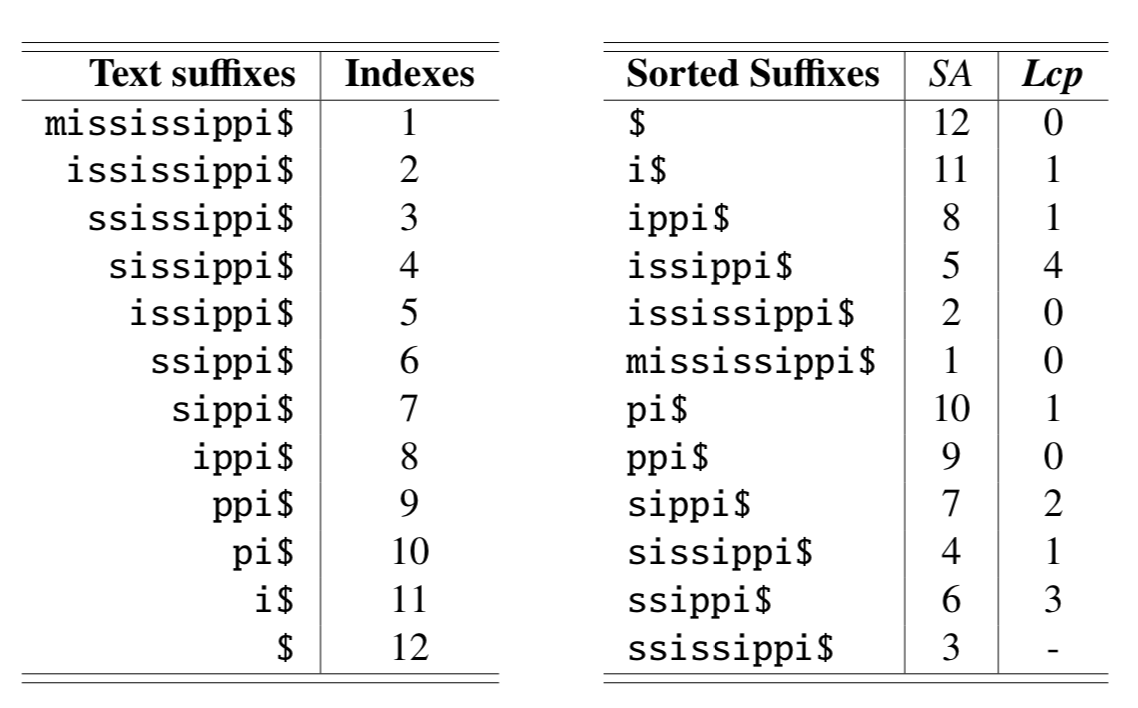 Text suffixes Indexes
mississippi$ 1
ississippi$ 2
ssissippi$ 3
sissippi$ 4
issippi$ 5
ssippi$ 6
sippi$ 7
ippi$ 8
ppi$ 9
pi$ 10
i$ 11
$ 12
Sorted Suffixes SA Lcp
$ 12 0
i$ 11 1
ippi$ 8 1
issippi$ 5 4
ississippi$ 2 0
mississippi$ 1 0
pi$ 10 1
ppi$ 9 0
sippi$ 7 2
sissippi$ 4 1
ssippi$ 6 3
ssissippi$ 3 -